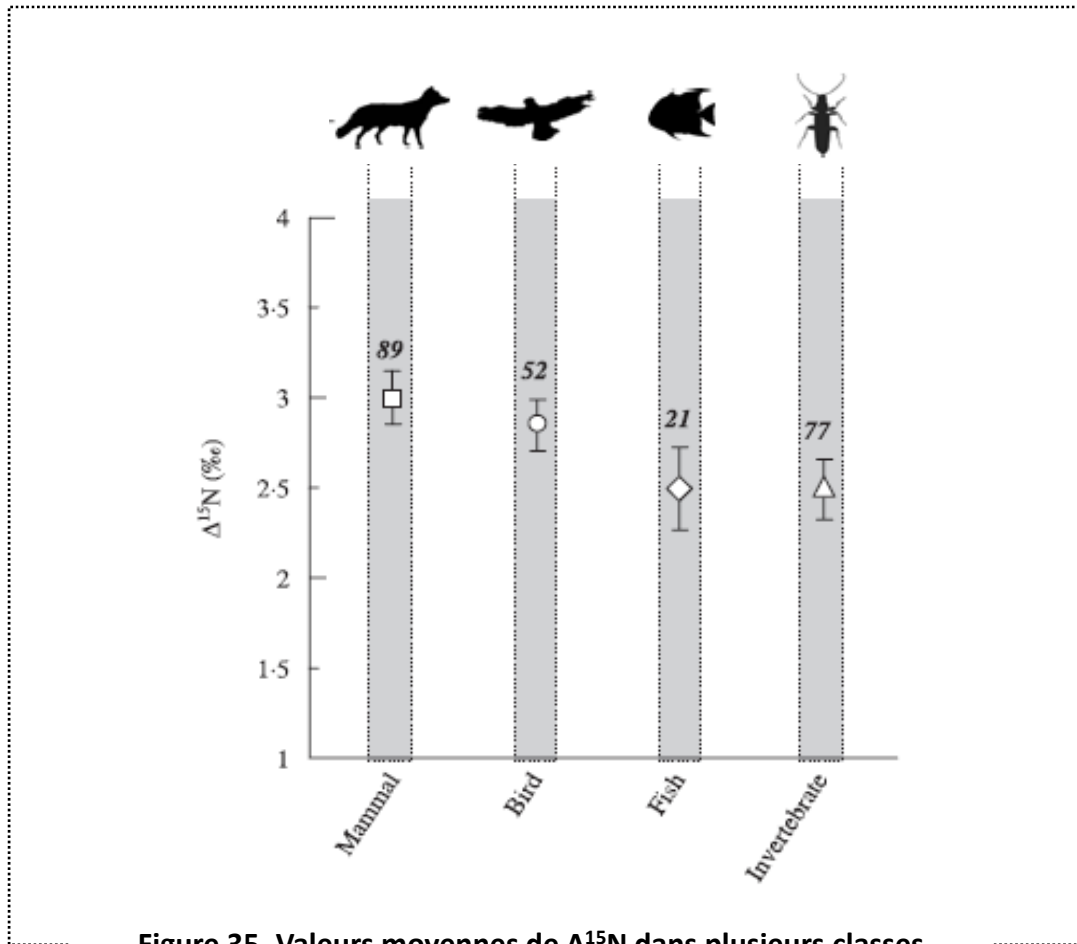 4
3·5
89
52
3
21
77
2·5
Δ¹⁵N (‰)
2
1·5
1
Mammal
Bird
Fish
Invertebrate
Figure 35. Valeurs moyennes de Δ¹⁵N dans plusieurs classes